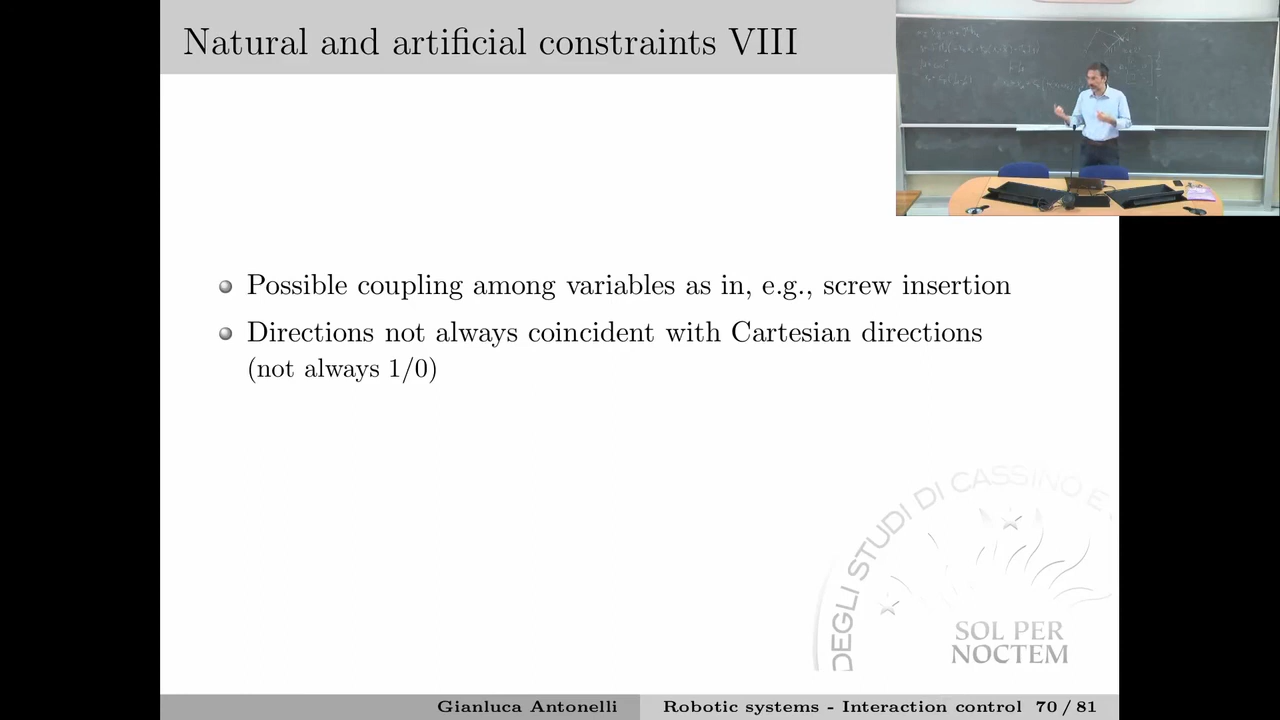 Natural and artificial constraints VIII
Possible coupling among variables as in, e.g., screw insertion
Directions not always coincident with Cartesian directions
(not always 1/0)
DEGLI STUDI DI CASSINO E
SOL PER
NOCTEM
Gianluca Antonelli
Robotic systems - Interaction control 70 / 81